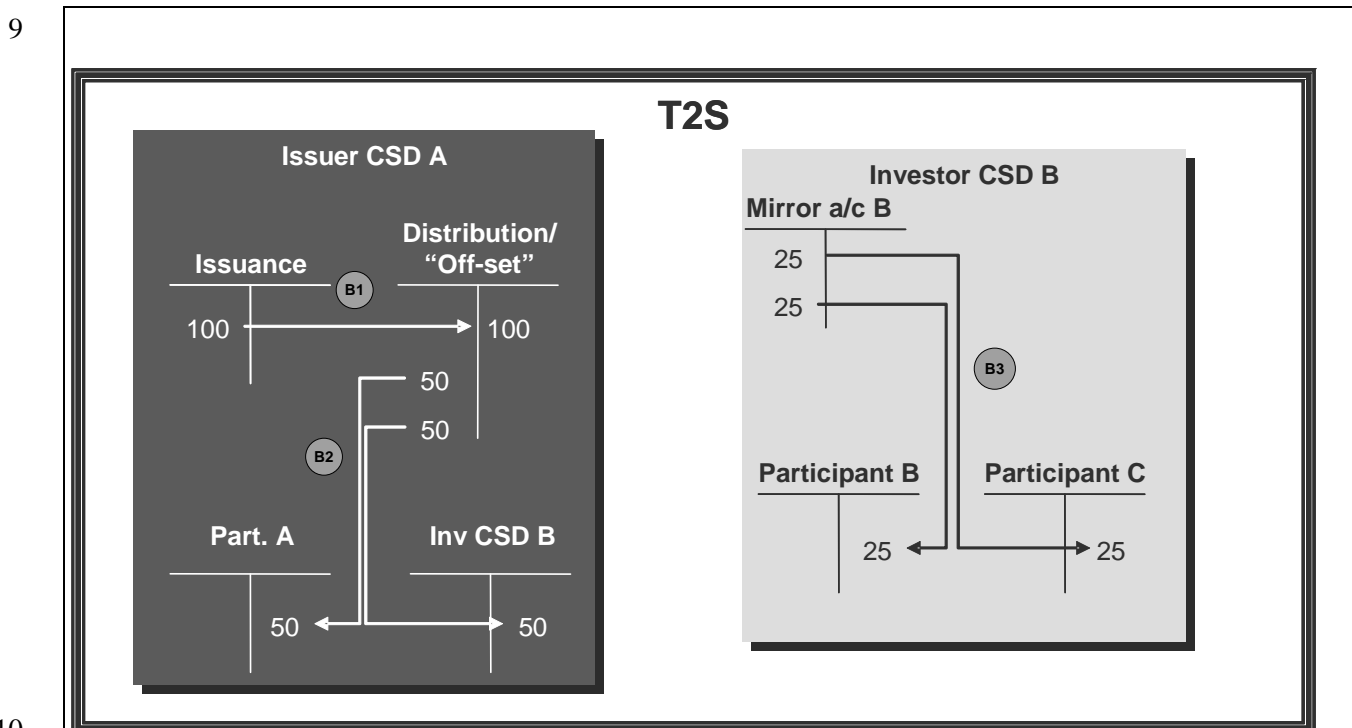 9
T2S
Issuer CSD A
Distribution/
Issuance “Off-set”
B1
100 100
50
50
B2
Part. A Inv CSD B
50 50
Investor CSD B
Mirror a/c B
25
25
B3
Participant B Participant C
25 25
10